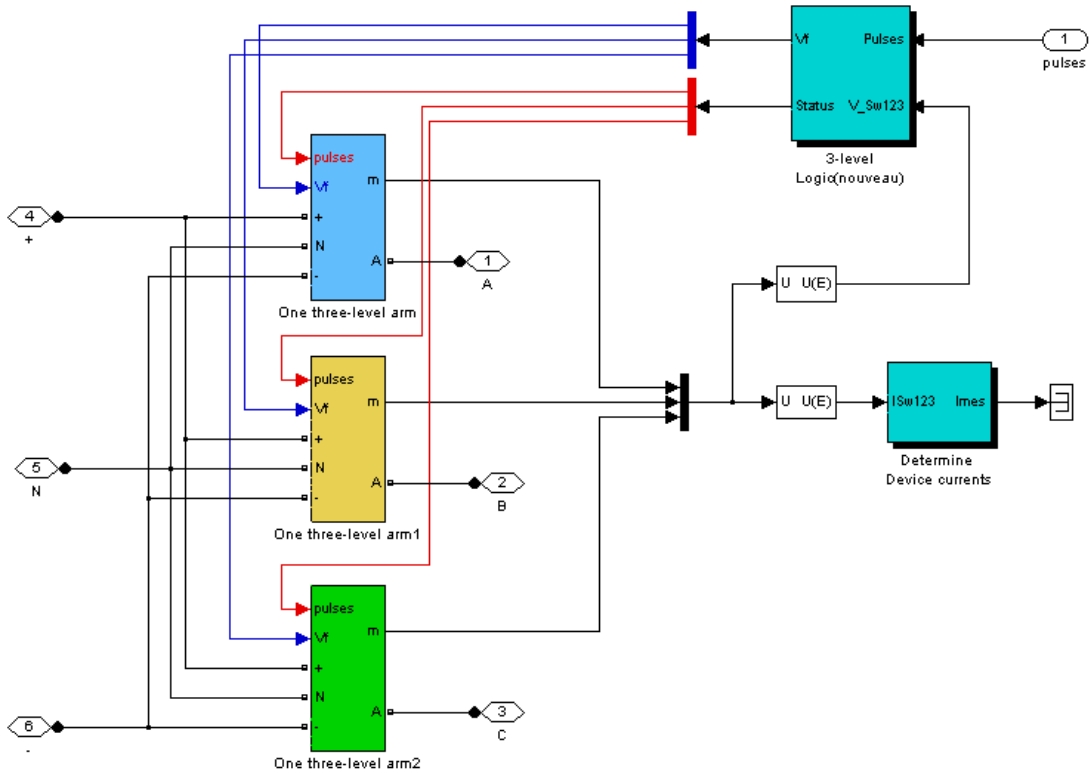 Vf Pulses
Status V_Sw123
3-level
Logic(nouveau)
1
pulses
pulses
Vf
+
N
-
m
A
One three-level arm
4
+
1
A
U U(E)
pulses
Vf
+
N
-
m
A
One three-level arm1
5
N
2
B
U U(E)
ISw123 Imes
Determine
Device currents
pulses
Vf
+
N
-
m
A
One three-level arm2
6
-
3
C